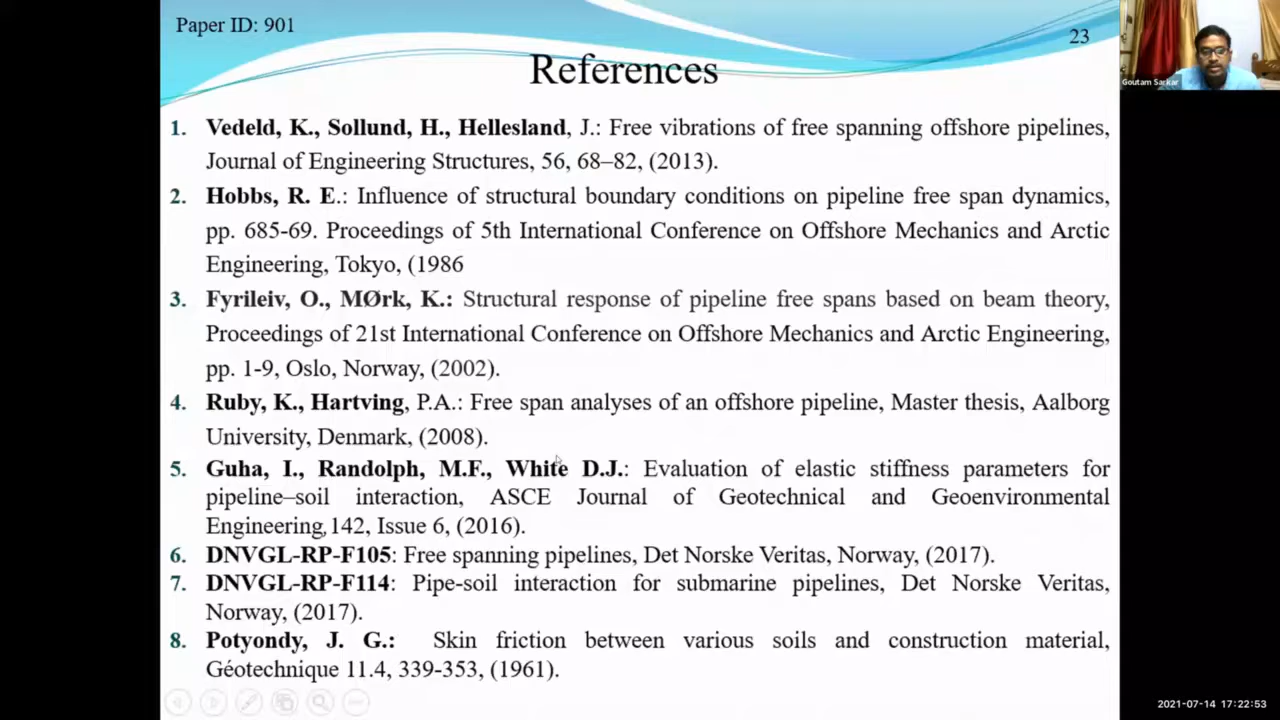 Paper ID: 901
23
References
Goutam Sarkar
1. Vedeld, K., Sollund, H., Hellesland, J.: Free vibrations of free spanning offshore pipelines,
Journal of Engineering Structures, 56, 68–82, (2013).
2. Hobbs, R. E.: Influence of structural boundary conditions on pipeline free span dynamics,
pp. 685-69. Proceedings of 5th International Conference on Offshore Mechanics and Arctic
Engineering, Tokyo, (1986
3. Fyrileiv, O., MØrk, K.: Structural response of pipeline free spans based on beam theory,
Proceedings of 21st International Conference on Offshore Mechanics and Arctic Engineering,
pp. 1-9, Oslo, Norway, (2002).
4. Ruby, K., Hartving, P.A.: Free span analyses of an offshore pipeline, Master thesis, Aalborg
University, Denmark, (2008).
5. Guha, I., Randolph, M.F., White D.J.: Evaluation of elastic stiffness parameters for
pipeline–soil interaction, ASCE Journal of Geotechnical and Geoenvironmental
Engineering, 142, Issue 6, (2016).
6. DNVGL-RP-F105: Free spanning pipelines, Det Norske Veritas, Norway, (2017).
7. DNVGL-RP-F114: Pipe-soil interaction for submarine pipelines, Det Norske Veritas,
Norway, (2017).
8. Potyondy, J. G.: Skin friction between various soils and construction material,
Géotechnique 11.4, 339-353, (1961).
2021-07-14 17:22:53